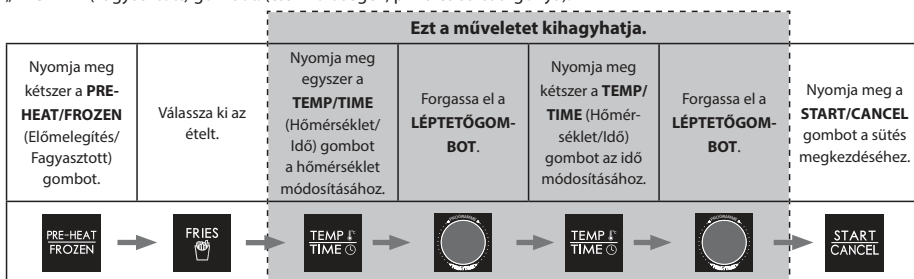 Ezt a műveletet kihagyhatja.
Nyomja meg
kétszer a PRE-
HEAT/FROZEN
(Előmelegítés/
Fagyasztott)
gombot.
Válassza ki az
ételt.
Nyomja meg
egyszer a
TEMP/TIME
(Hőmérséklet/
Idő) gombot
a hőmérséklet
módosításához.
Forgassa el a
LÉPTETŐGOM-
BOT.
Nyomja meg
kétszer a TEMP/
TIME (Hőmér-
séklet/Idő)
gombot az idő
módosításához.
Forgassa el a
LÉPTETŐGOM-
BOT.
Nyomja meg a
START/CANCEL
gombot a sütés
megkezdéséhez.
PRE-HEAT
FROZEN
FRIES
TEMP
TIME
TEMP
TIME
START
CANCEL